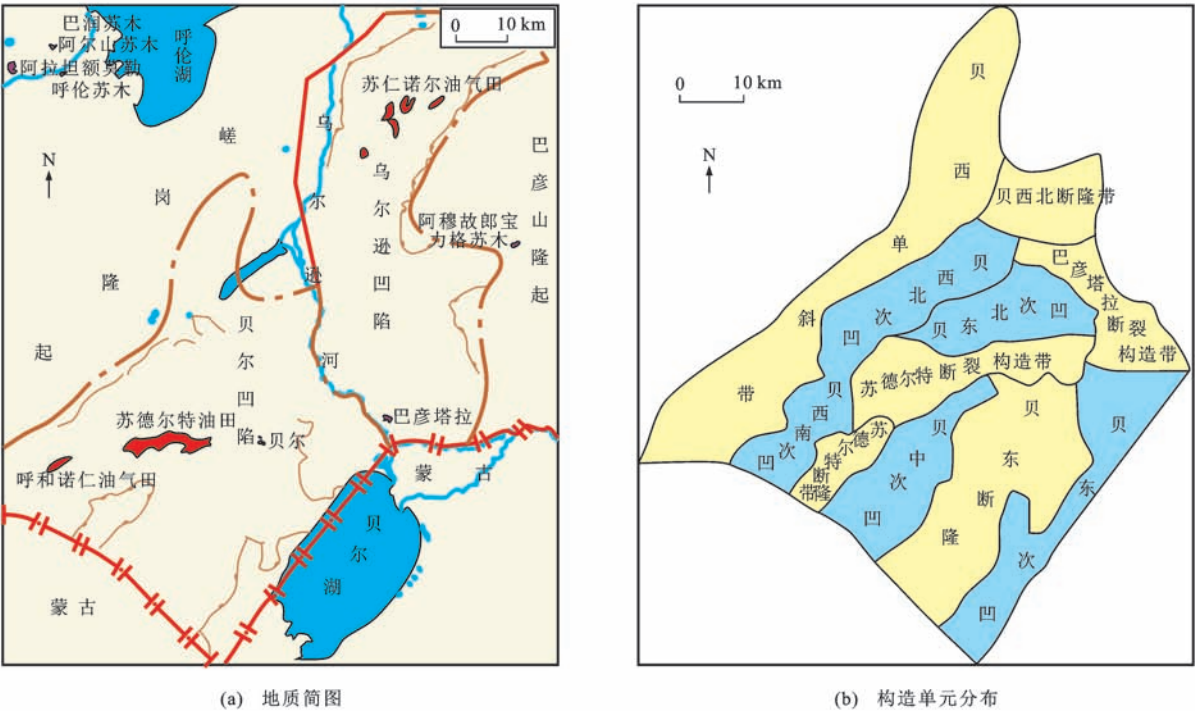 巴润苏木
阿尔山苏木
阿拉坦额莫勒
呼伦苏木
呼伦湖
0 10 km
N
苏仁诺尔油气田
嵯岗隆起
乌尔逊河
乌尔逊凹陷
巴彦山隆起
阿穆故郎宝
力格苏木
贝尔凹陷
苏德尔特油田
贝尔
呼和诺仁油气田
巴彦塔拉
蒙古
贝尔湖
蒙古
(a) 地质简图
0 10 km
N
贝西单斜带
贝西北断隆带
贝西北次凹
贝东北次凹
巴彦塔拉断裂
构造带
苏德尔特断裂构造带
贝西南次凹
苏德尔特断隆带
贝中次凹
贝东断隆
贝东次凹
(b) 构造单元分布